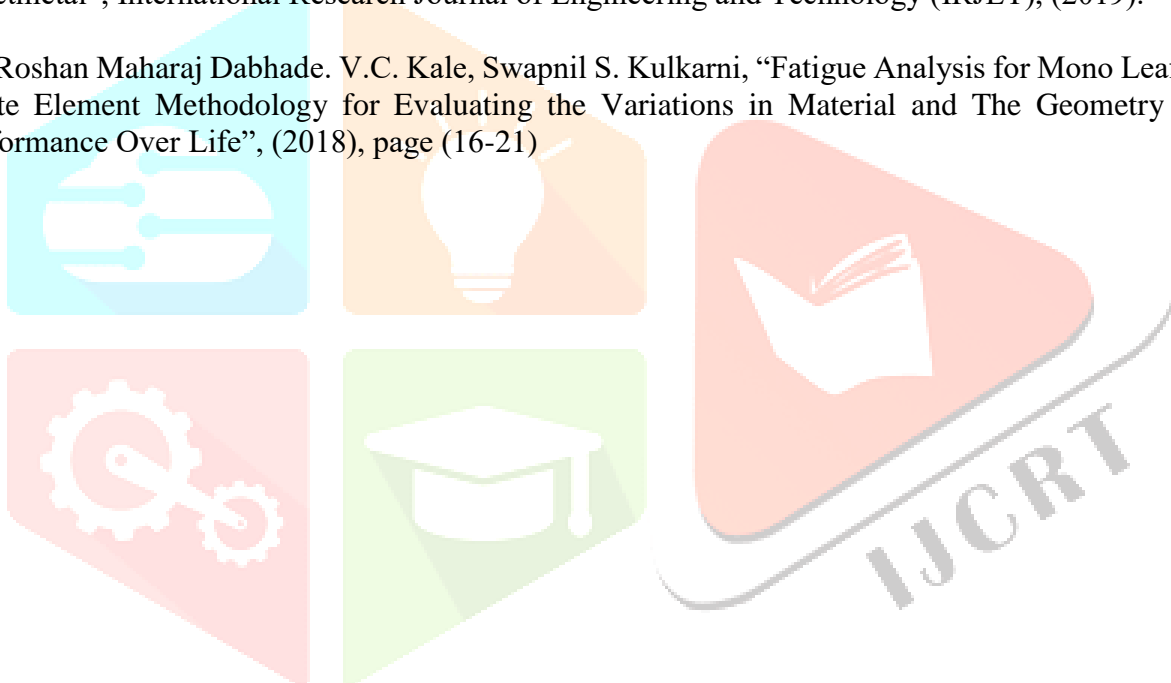 etmetal", International Research Journal of Engineering and Technology (IRJET), (2019).
Roshan Maharaj Dabhade. V.C. Kale, Swapnil S. Kulkarni, “Fatigue Analysis for Mono Lea
te Element Methodology for Evaluating the Variations in Material and The Geometry
ormance Over Life”, (2018), page (16-21)
IJCRT